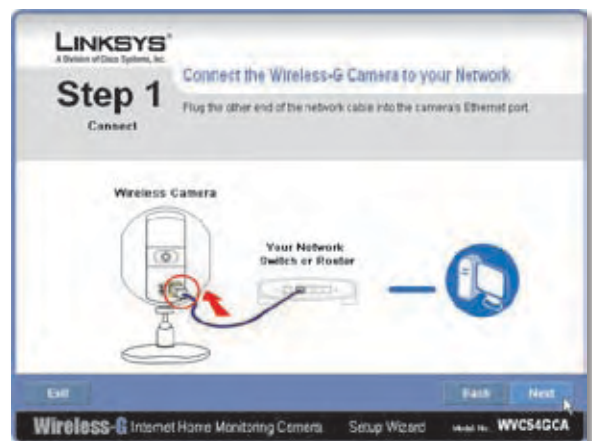 LINKSYS®
A Division of Cisco Systems, Inc.
Step 1
Connect
Connect the Wireless-G Camera to your Network
Plug the other end of the network cable into the camera's Ethernet port.
Wireless Camera
Your Network
Switch or Router
Exit
Back
Next
Wireless-G Internet Home Monitoring Camera
Setup Wizard
Model No. WVC54GCA